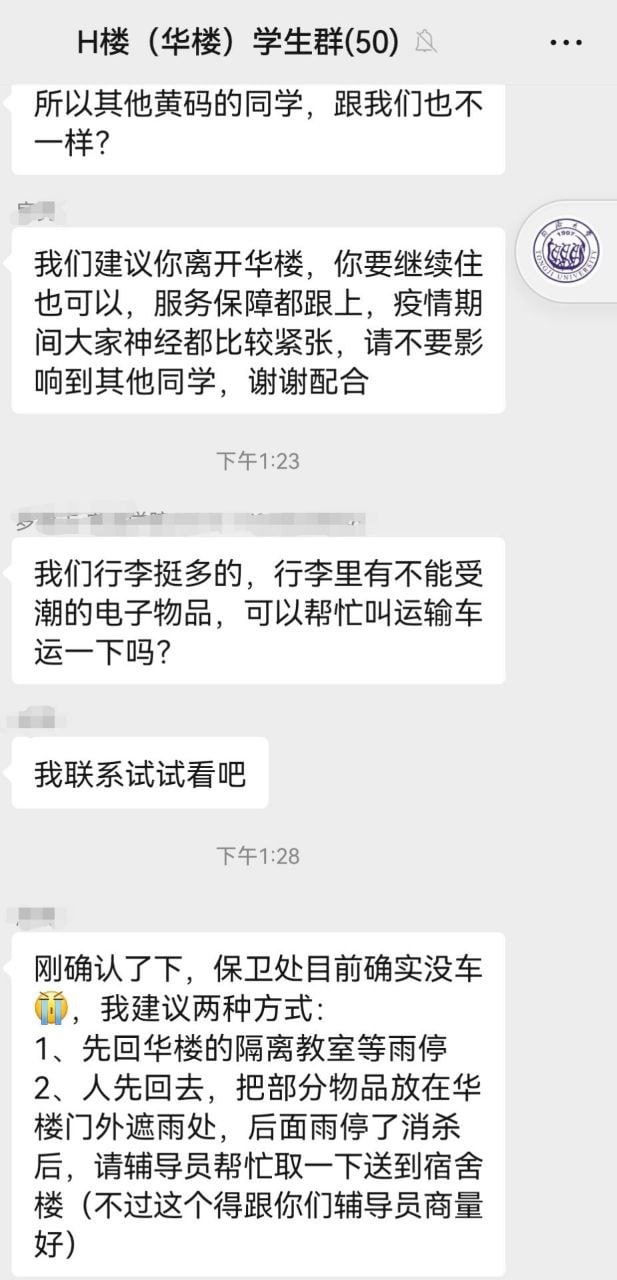 H楼（华楼）学生群(50)
所以其他黄码的同学，跟我们也不
一样？
我们建议你离开华楼，你要继续住
也可以，服务保障都跟上，疫情期
间大家神经都比较紧张，请不要影
响到其他同学，谢谢配合
1907
TONGJI UNIVERSITY
下午1:23
我们行李挺多的，行李里有不能受
潮的电子物品，可以帮忙叫运输车
运一下吗？
我联系试试看吧
下午1:28
刚确认了下，保卫处目前确实没车
😭，我建议两种方式：
1、先回华楼的隔离教室等雨停
2、人先回去，把部分物品放在华
楼门外遮雨处，后面雨停了消杀
后，请辅导员帮忙取一下送到宿舍
楼（不过这个得跟你们辅导员商量
好）